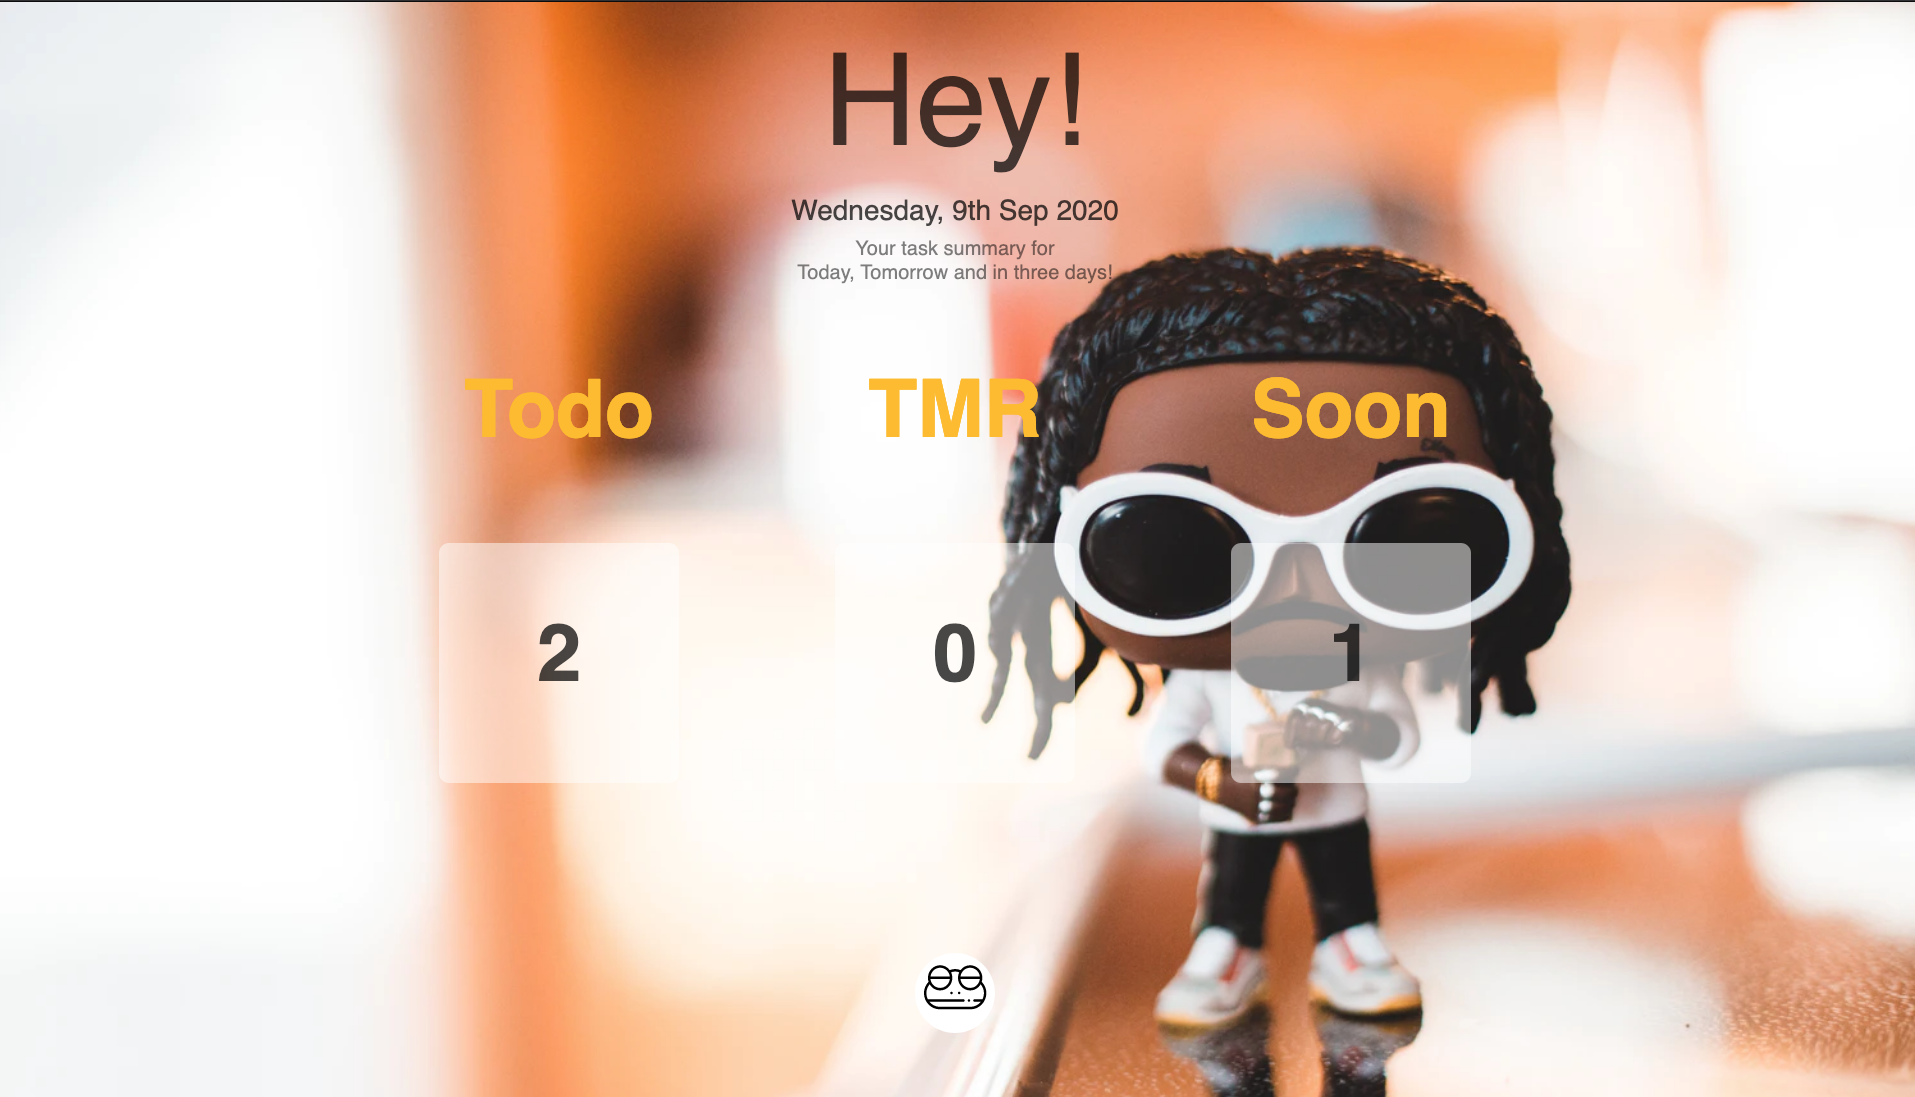 Hey!
Wednesday, 9th Sep 2020
Your task summary for
Today, Tomorrow and in three days!
Todo TMR Soon
2 0 1